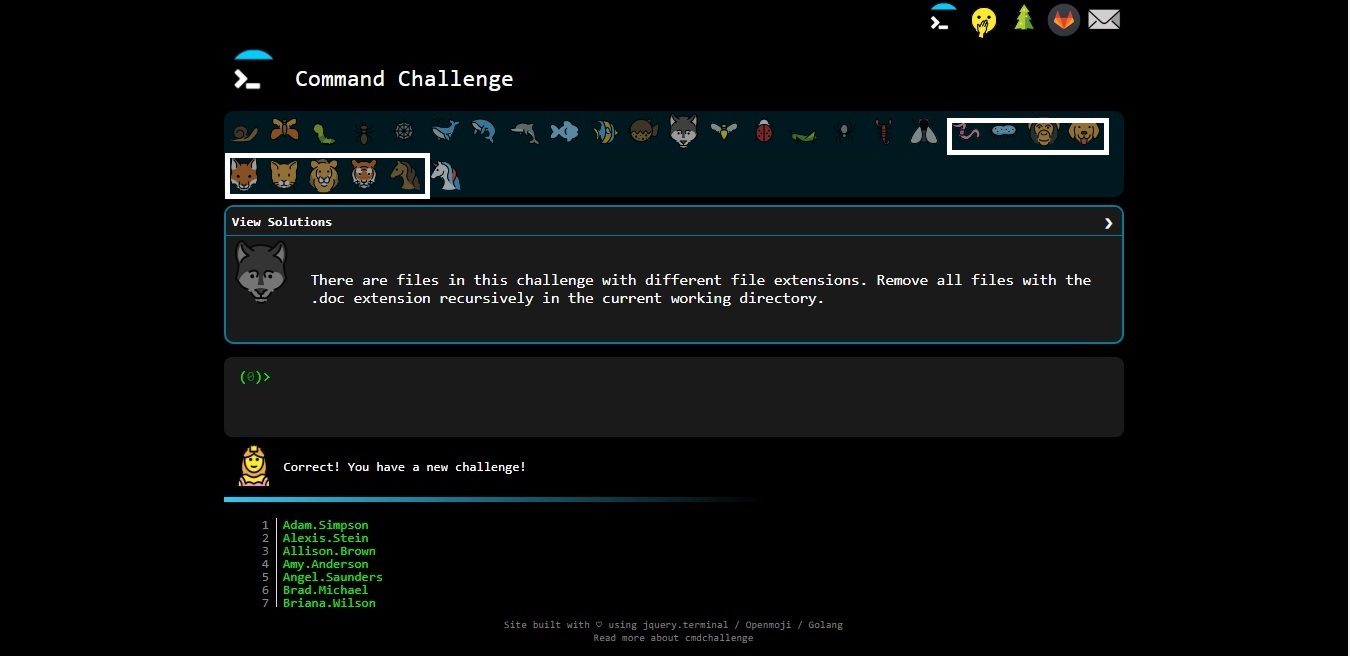 Command Challenge
View Solutions
There are files in this challenge with different file extensions. Remove all files with the
.doc extension recursively in the current working directory.
(0)>
Correct! You have a new challenge!
1 Adam.Simpson
2 Alexis.Stein
3 Allison.Brown
4 Amy.Anderson
5 Angel.Saunders
6 Brad.Michael
7 Briana.Wilson
Site built with ♡ using jquery.terminal / Openmoji / Golang
Read more about cmdchallenge